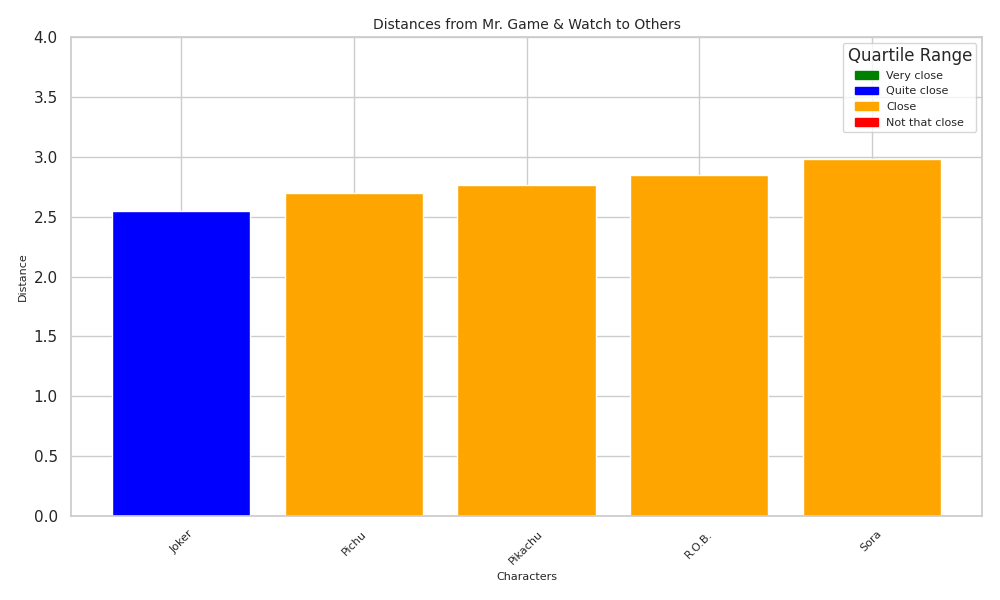 Distances from Mr. Game & Watch to Others
4.0
3.5
3.0
2.5
2.0
1.5
1.0
0.5
0.0
Distance
Quartile Range
Very close
Quite close
Close
Not that close
Joker
Pichu
Pikachu
R.O.B.
Sora
Characters